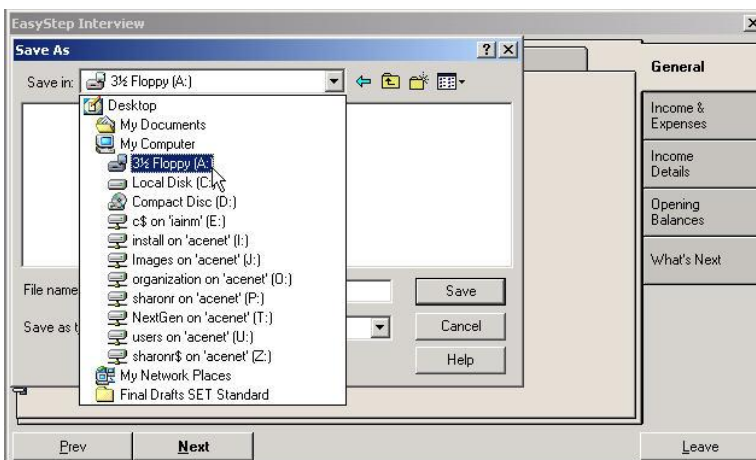 EasyStep Interview
Save As
Save in: 3½ Floppy (A:)
Desktop
My Documents
My Computer
3½ Floppy (A:
Local Disk (C:
Compact Disc (D:)
c$ on 'iainm' (E:)
install on 'acenet' (I:)
Images on 'acenet' (J:)
organization on 'acenet' (O:)
sharonr on 'acenet' (P:)
NextGen on 'acenet' (T:)
users on 'acenet' (U:)
sharonr$ on 'acenet' (Z:)
My Network Places
Final Drafts SET Standard
File name
Save as t
Save
Cancel
Help
General
Income &
Expenses
Income
Details
Opening
Balances
What's Next
Prev
Next
Leave